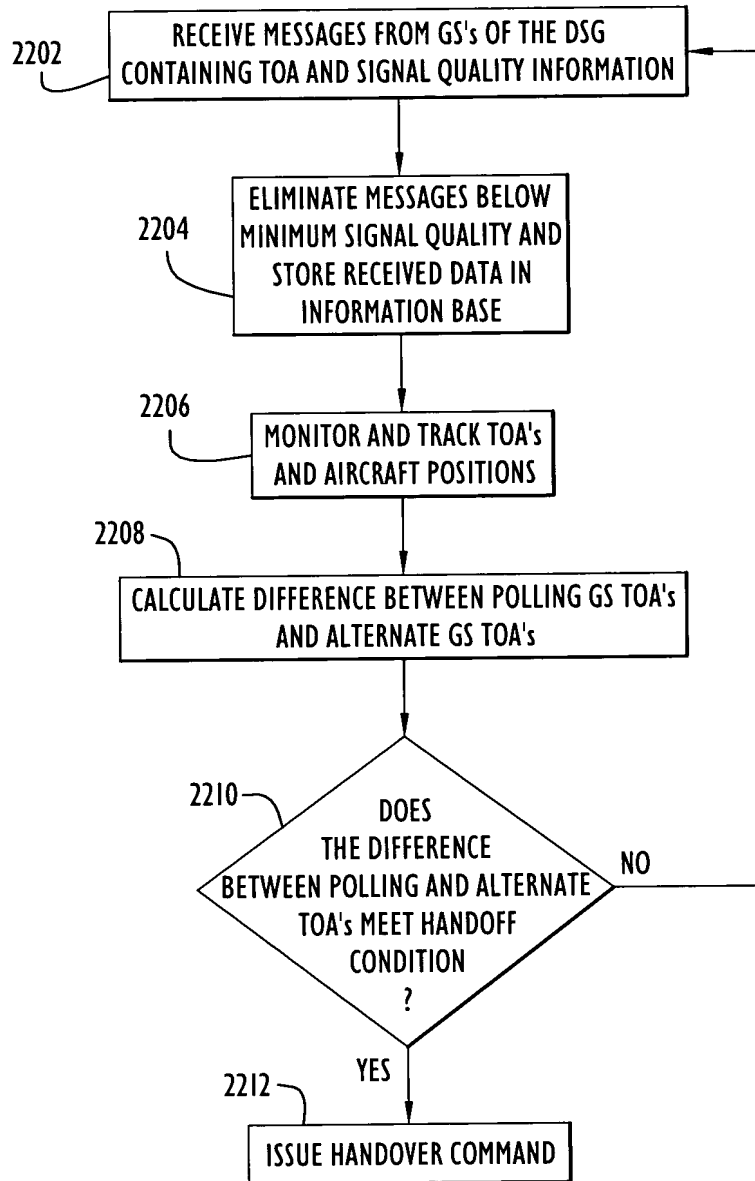 2202
RECEIVE MESSAGES FROM GS's OF THE DSG
CONTAINING TOA AND SIGNAL QUALITY INFORMATION
2204
ELIMINATE MESSAGES BELOW
MINIMUM SIGNAL QUALITY AND
STORE RECEIVED DATA IN
INFORMATION BASE
2206
MONITOR AND TRACK TOA's
AND AIRCRAFT POSITIONS
2208
CALCULATE DIFFERENCE BETWEEN POLLING GS TOA's
AND ALTERNATE GS TOA's
2210
DOES
THE DIFFERENCE
BETWEEN POLLING AND ALTERNATE
TOA's MEET HANDOFF
CONDITION
?
NO
YES
2212
ISSUE HANDOVER COMMAND